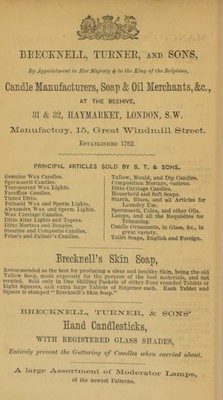 BRECKNELL, TURNER, AND SONS,
By Appointment to Her Majesty & to the King of the Belgians,
Candle Manufacturers, Soap & Oil Merchants, &c.,
AT THE BEEHIVE,
31 & 32, HAYMARKET, LONDON, S.W.
Manufactory, 15, Great Windmill Street.
ESTABLISHED 1762.
PRINCIPAL ARTICLES SOLD BY B. T. & SONS.
Genuine Wax Candles.
Spermaceti Candles.
Transparent Wax Lights.
Paraffine Candles.
Tinted Ditto.
Palmitine Wax and Sperm Lights.
Alexandra Wax and Sperm Lights.
Wax Carriage Candles.
Ditto Altar Lights and Tapers.
Ditto Mortars and Bougies.
Stearine and Composite Candles.
Price's and Palmer's Candles.
Tallow, Mould, and Dip Candles.
Composition Mortars, various.
Ditto Carriage Candles.
Household and Soft Soaps.
Starch, Blues, and all Articles for
Laundry Use.
Spermaceti, Colza, and other Oils.
Lamps, and all the Requisites for
Trimming.
Candle Ornaments, in Glass, &c., in
great variety.
Toilet Soaps, English and Foreign.
Brecknell's Skin Soap,
Recommended as the best for producing a clear and healthy Skin, being the old
Yellow Soap, made expressly for the purpose of the best materials, and not
scented. Sold only in One Shilling Packets of either Four rounded Tablets or
Eight Squares, and extra large Tablets at Sixpence each. Each Tablet and
Square is stamped "Brecknell's Skin Soap."
BRECKNELL, TURNER, & SONS'
Hand Candlesticks,
WITH REGISTERED GLASS SHADES,
Entirely prevent the Guttering of Candles when carried about.
A large Assortment of Moderator Lamps,
of the newest Patterns.